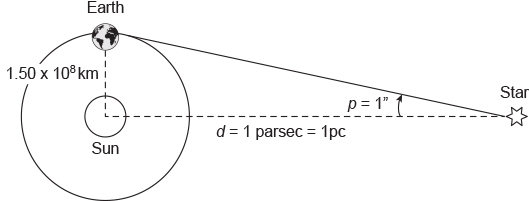 Earth
1.50 x 10⁸ km
p = 1”
Star
Sun
d = 1 parsec = 1pc